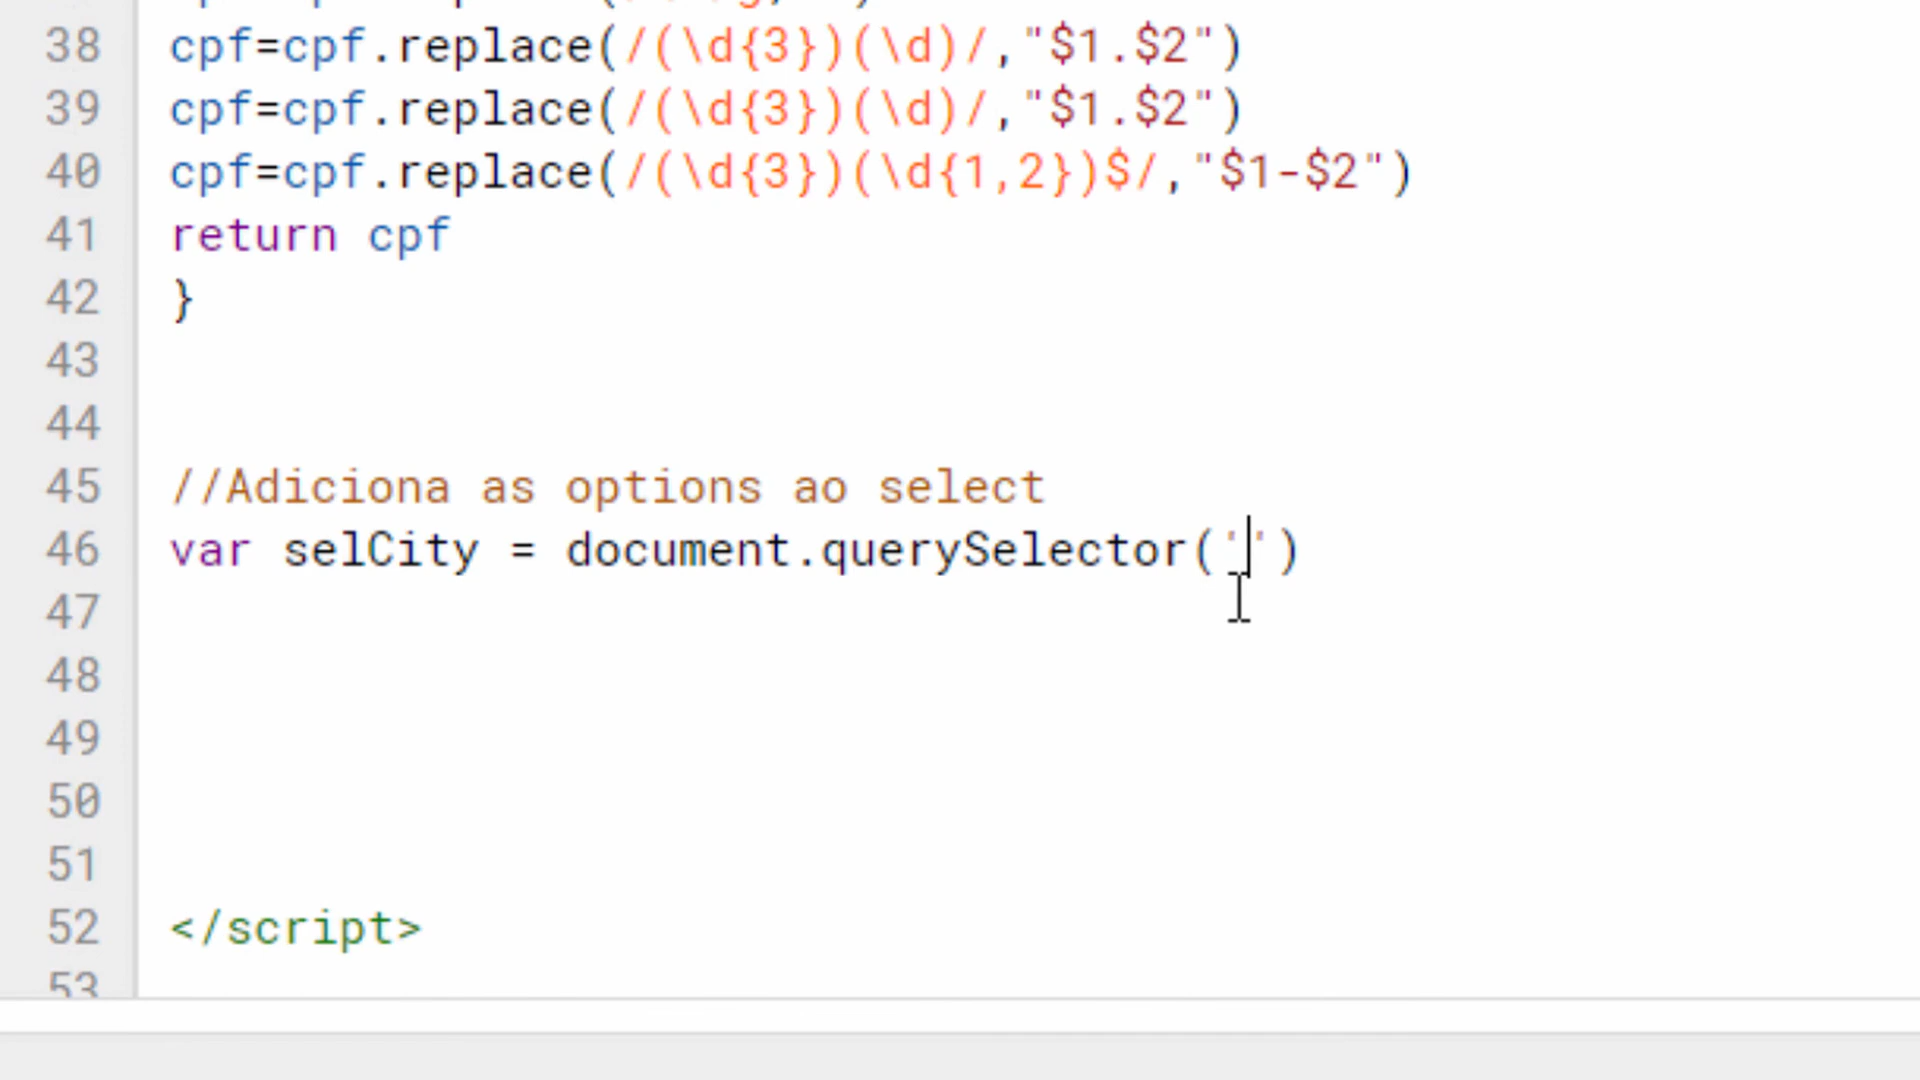 38 cpf=cpf.replace(/(\d{3})(\d)/,"$1.$2")
39 cpf=cpf.replace(/(\d{3})(\d)/,"$1.$2")
40 cpf=cpf.replace(/(\d{3})(\d{1,2})$/,"$1-$2")
41 return cpf
42 }
43
44
45 //Adiciona as options ao select
46 var selCity = document.querySelector('')
47
48
49
50
51
52 </script>
53